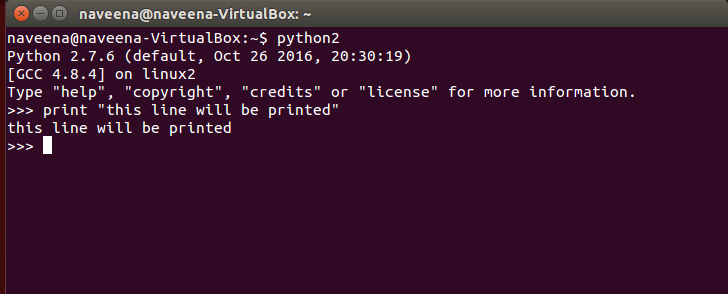 naveena@naveena-VirtualBox: ~
naveena@naveena-VirtualBox:~$ python2
Python 2.7.6 (default, Oct 26 2016, 20:30:19)
[GCC 4.8.4] on linux2
Type "help", "copyright", "credits" or "license" for more information.
>>> print "this line will be printed"
this line will be printed
>>>